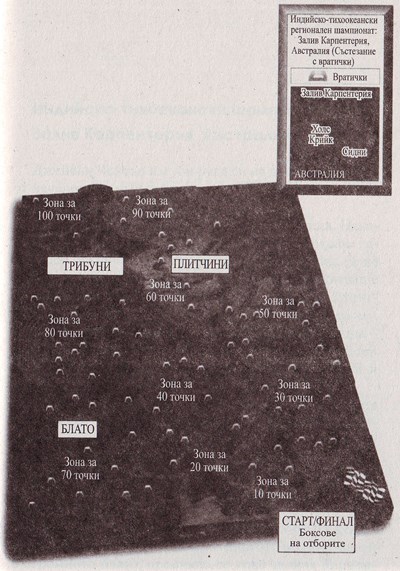 Индийско-тихоокеански
регионален шампионат:
Залив Карпентерия,
Австралия (Състезание
с вратички)
Вратички
Залив Карпентерия
Холс
Крийк
Сидни
АВСТРАЛИЯ
Зона за
100 точки
Зона за
90 точки
ТРИБУНИ
ПЛИТЧИНИ
Зона за
60 точки
Зона за
50 точки
Зона за
80 точки
Зона за
40 точки
Зона за
30 точки
БЛАТО
Зона за
70 точки
Зона за
20 точки
Зона за
10 точки
СТАРТ/ФИНАЛ
Боксове
на отборите